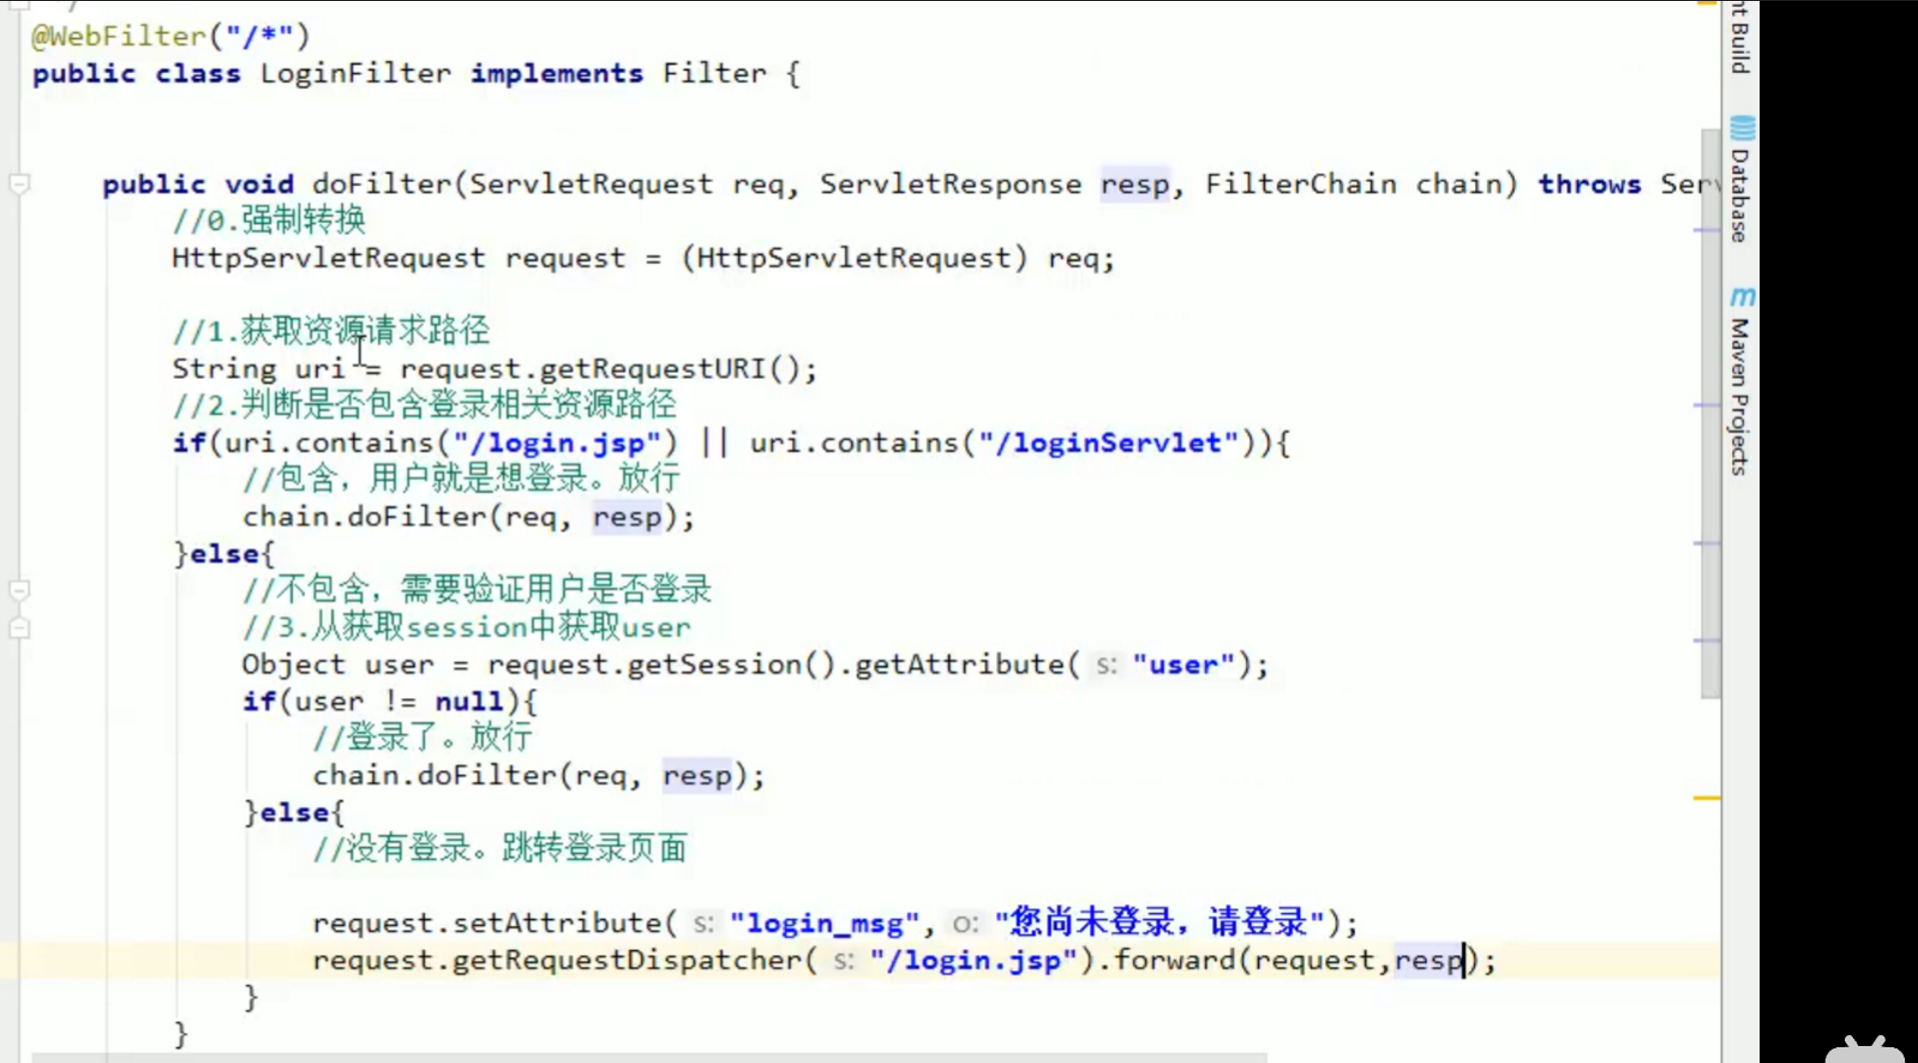 @WebFilter("/*")
public class LoginFilter implements Filter {
public void doFilter(ServletRequest req, ServletResponse resp, FilterChain chain) throws Serv
//0.强制转换
HttpServletRequest request = (HttpServletRequest) req;
//1.获取资源请求路径
String uri = request.getRequestURI();
//2.判断是否包含登录相关资源路径
if(uri.contains("/login.jsp") || uri.contains("/loginServlet")){
//包含，用户就是想登录。放行
chain.doFilter(req, resp);
}else{
//不包含，需要验证用户是否登录
//3.从获取session中获取user
Object user = request.getSession().getAttribute( s: "user");
if(user != null){
//登录了。放行
chain.doFilter(req, resp);
}else{
//没有登录。跳转登录页面
request.setAttribute( s: "login_msg", o: "您尚未登录，请登录");
request.getRequestDispatcher( s: "/login.jsp").forward(request,resp);
}
}
nt Build
Database
m Maven Projects